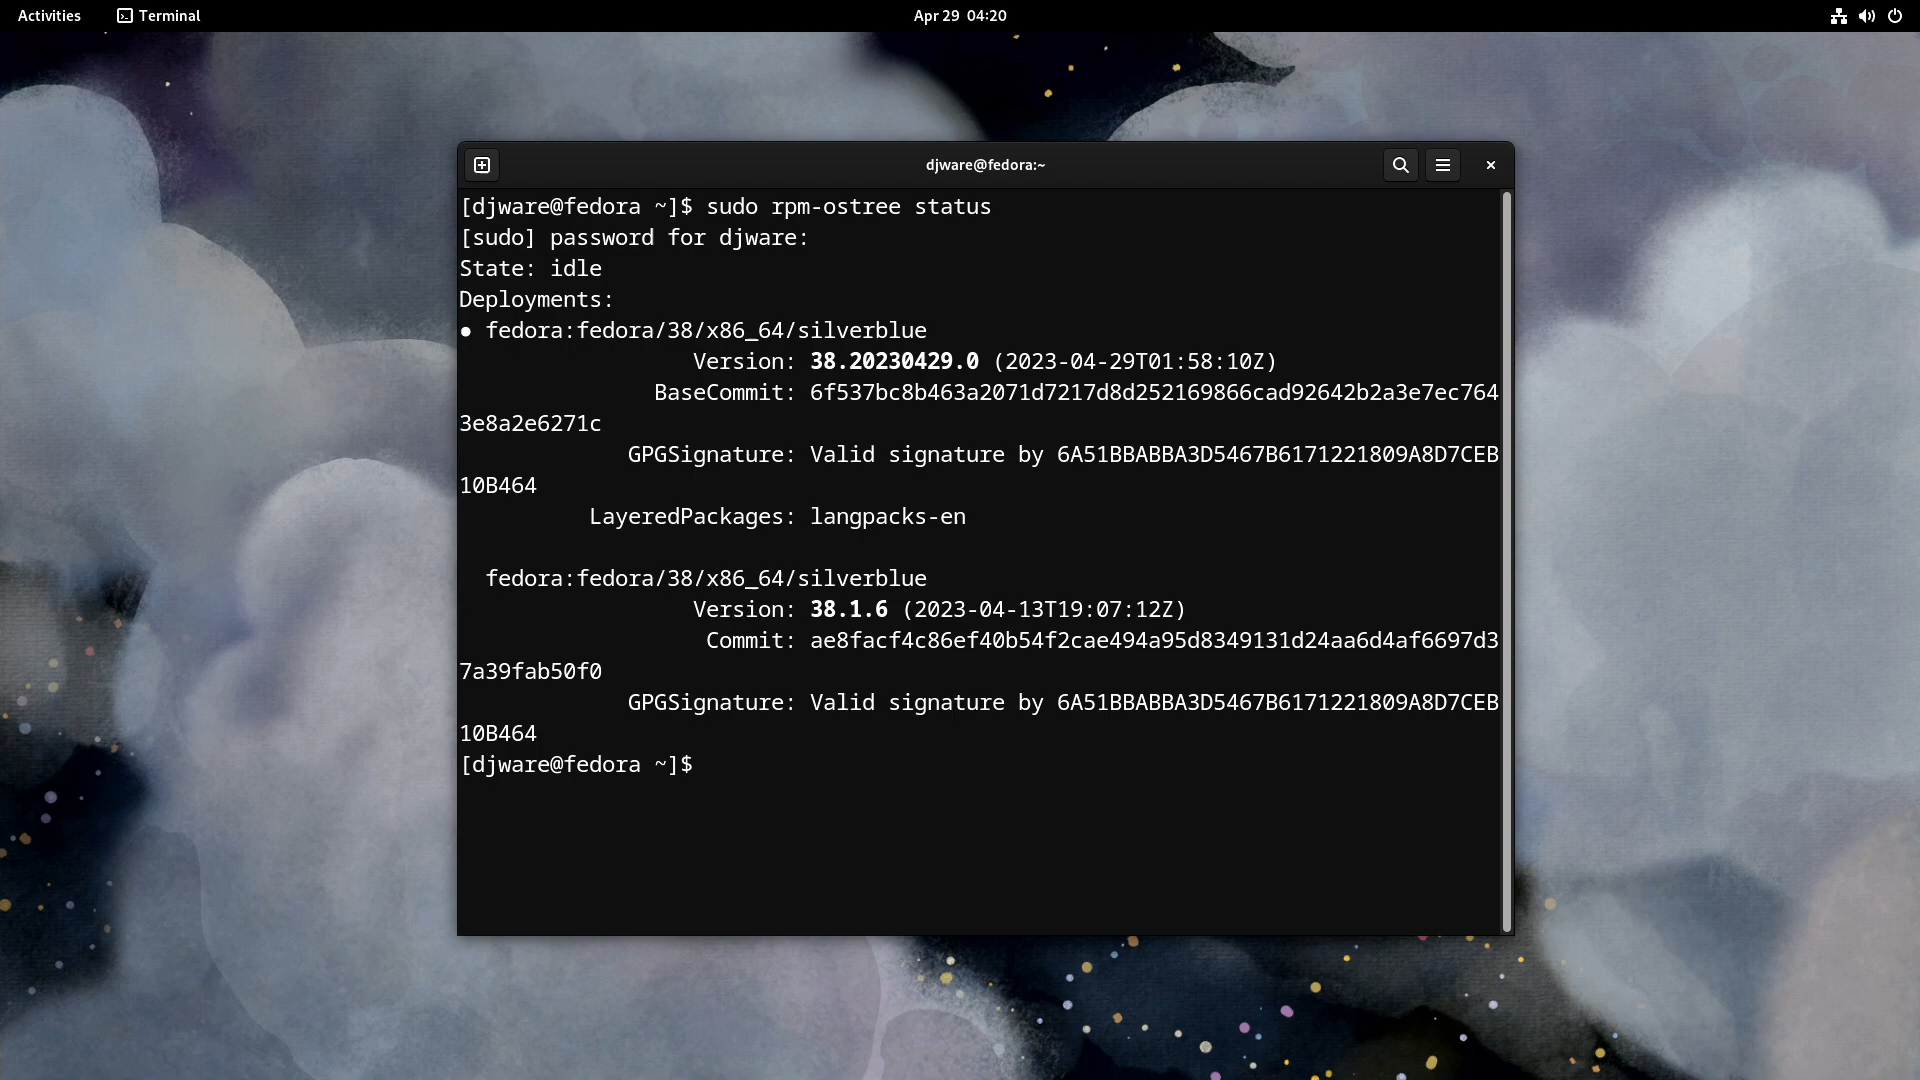 Activities
Terminal
Apr 29 04:20
djware@fedora:~
[djware@fedora ~]$ sudo rpm-ostree status
[sudo] password for djware:
State: idle
Deployments:
● fedora:fedora/38/x86_64/silverblue
Version: 38.20230429.0 (2023-04-29T01:58:10Z)
BaseCommit: 6f537bc8b463a2071d7217d8d252169866cad92642b2a3e7ec764
3e8a2e6271c
GPGSignature: Valid signature by 6A51BBABBA3D5467B6171221809A8D7CEB
10B464
LayeredPackages: langpacks-en
fedora:fedora/38/x86_64/silverblue
Version: 38.1.6 (2023-04-13T19:07:12Z)
Commit: ae8facf4c86ef40b54f2cae494a95d8349131d24aa6d4af6697d3
7a39fab50f0
GPGSignature: Valid signature by 6A51BBABBA3D5467B6171221809A8D7CEB
10B464
[djware@fedora ~]$